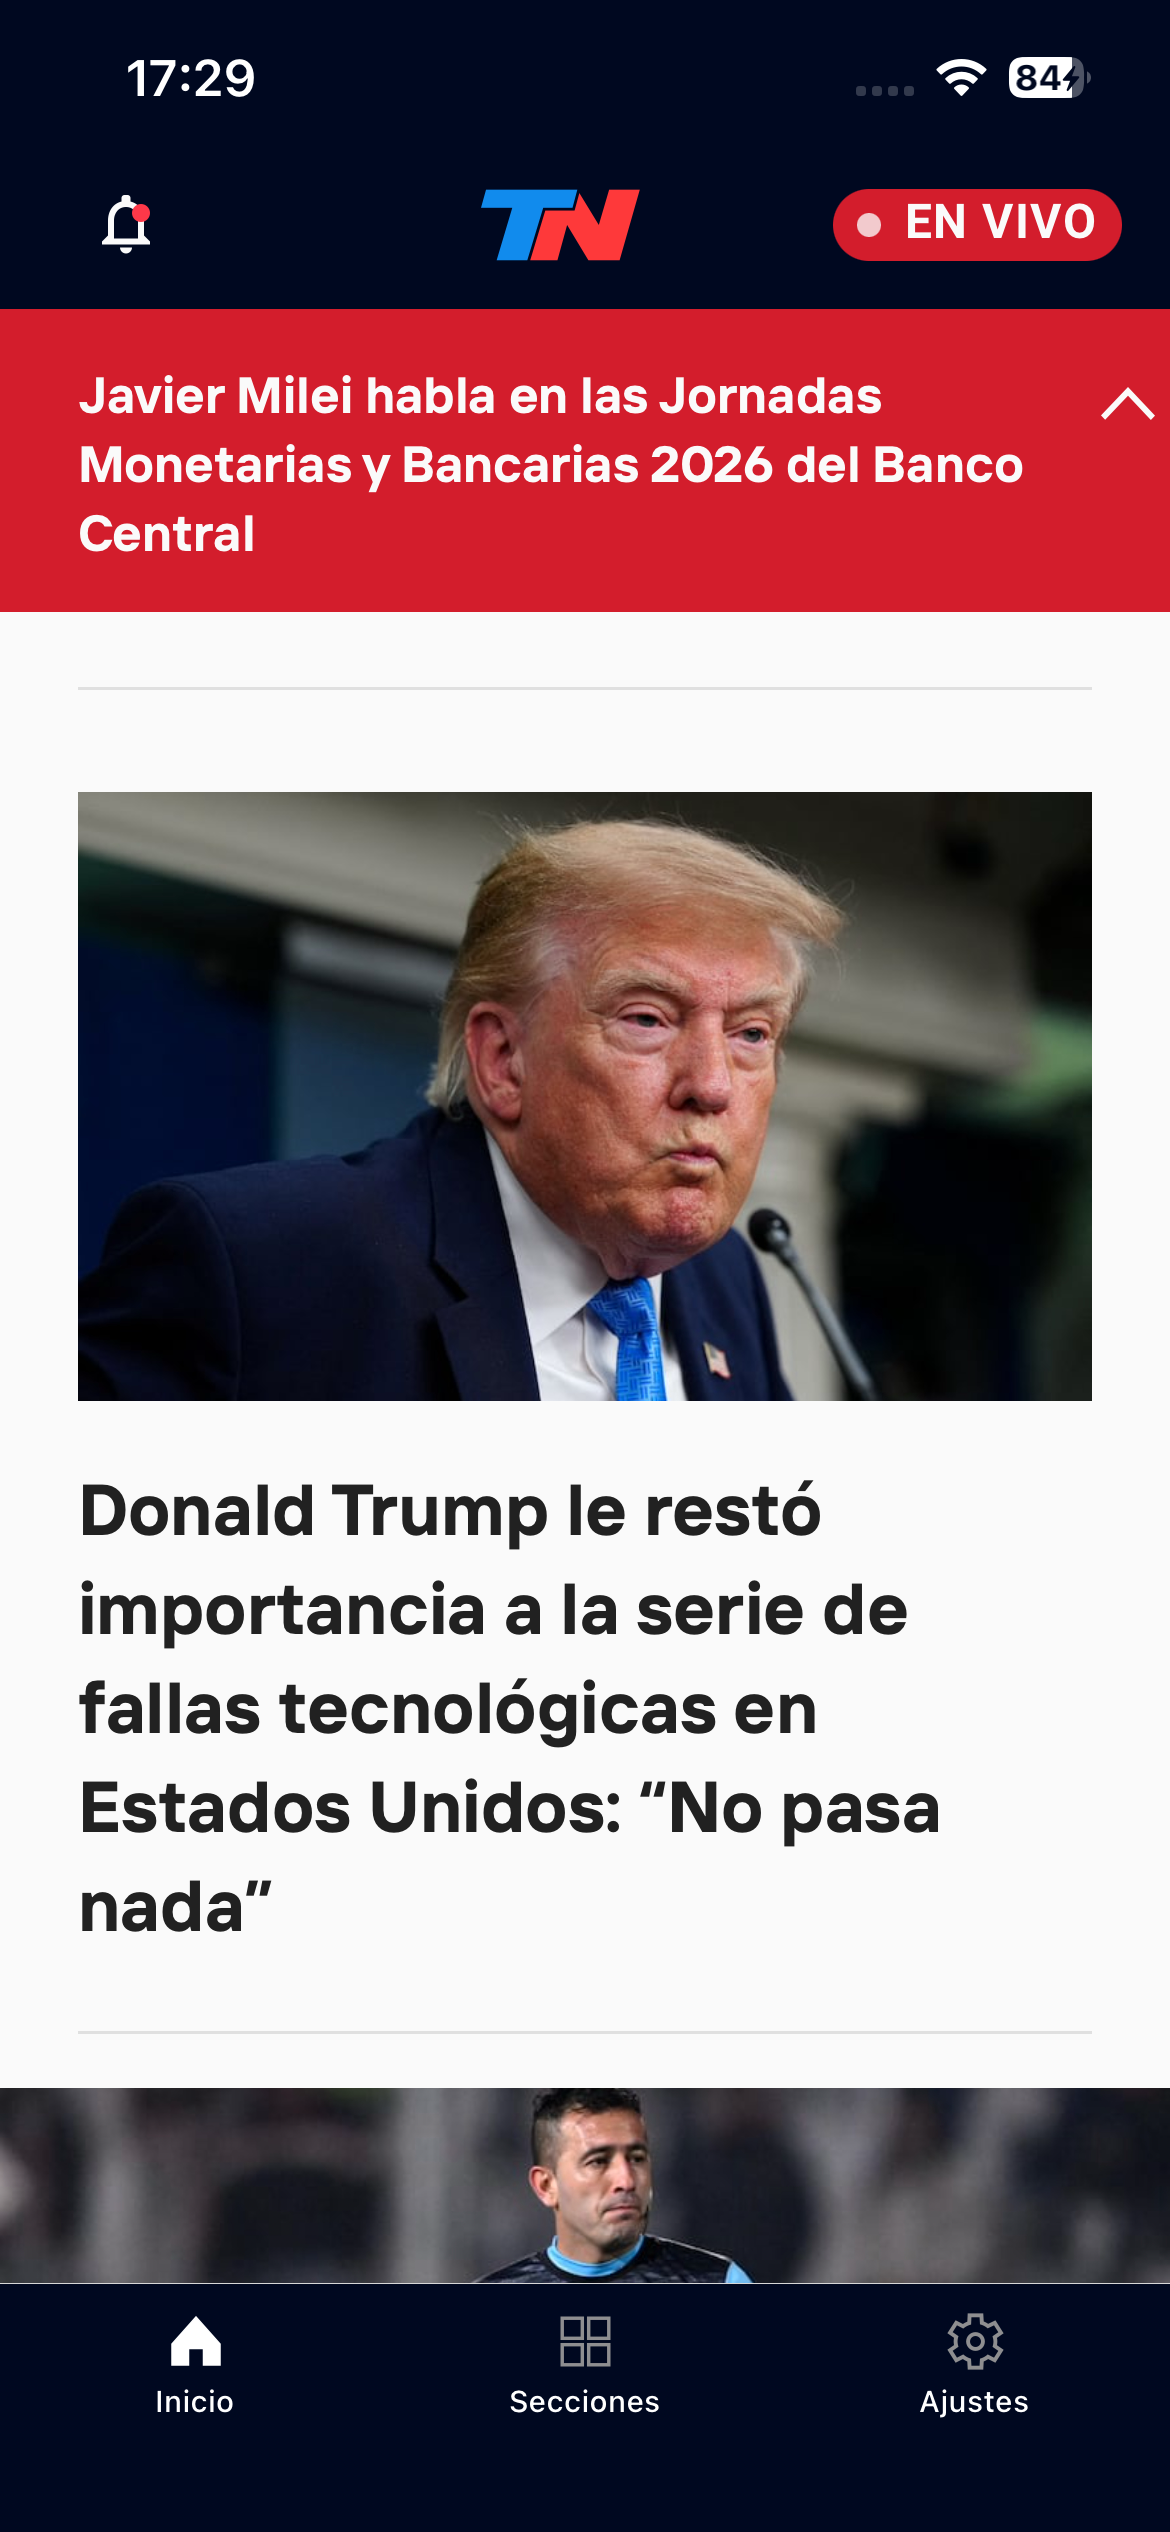 17:29
84
TN
EN VIVO
Javier Milei habla en las Jornadas
Monetarias y Bancarias 2026 del Banco
Central
Donald Trump le restó
importancia a la serie de
fallas tecnológicas en
Estados Unidos: “No pasa
nada”
Inicio
Secciones
Ajustes